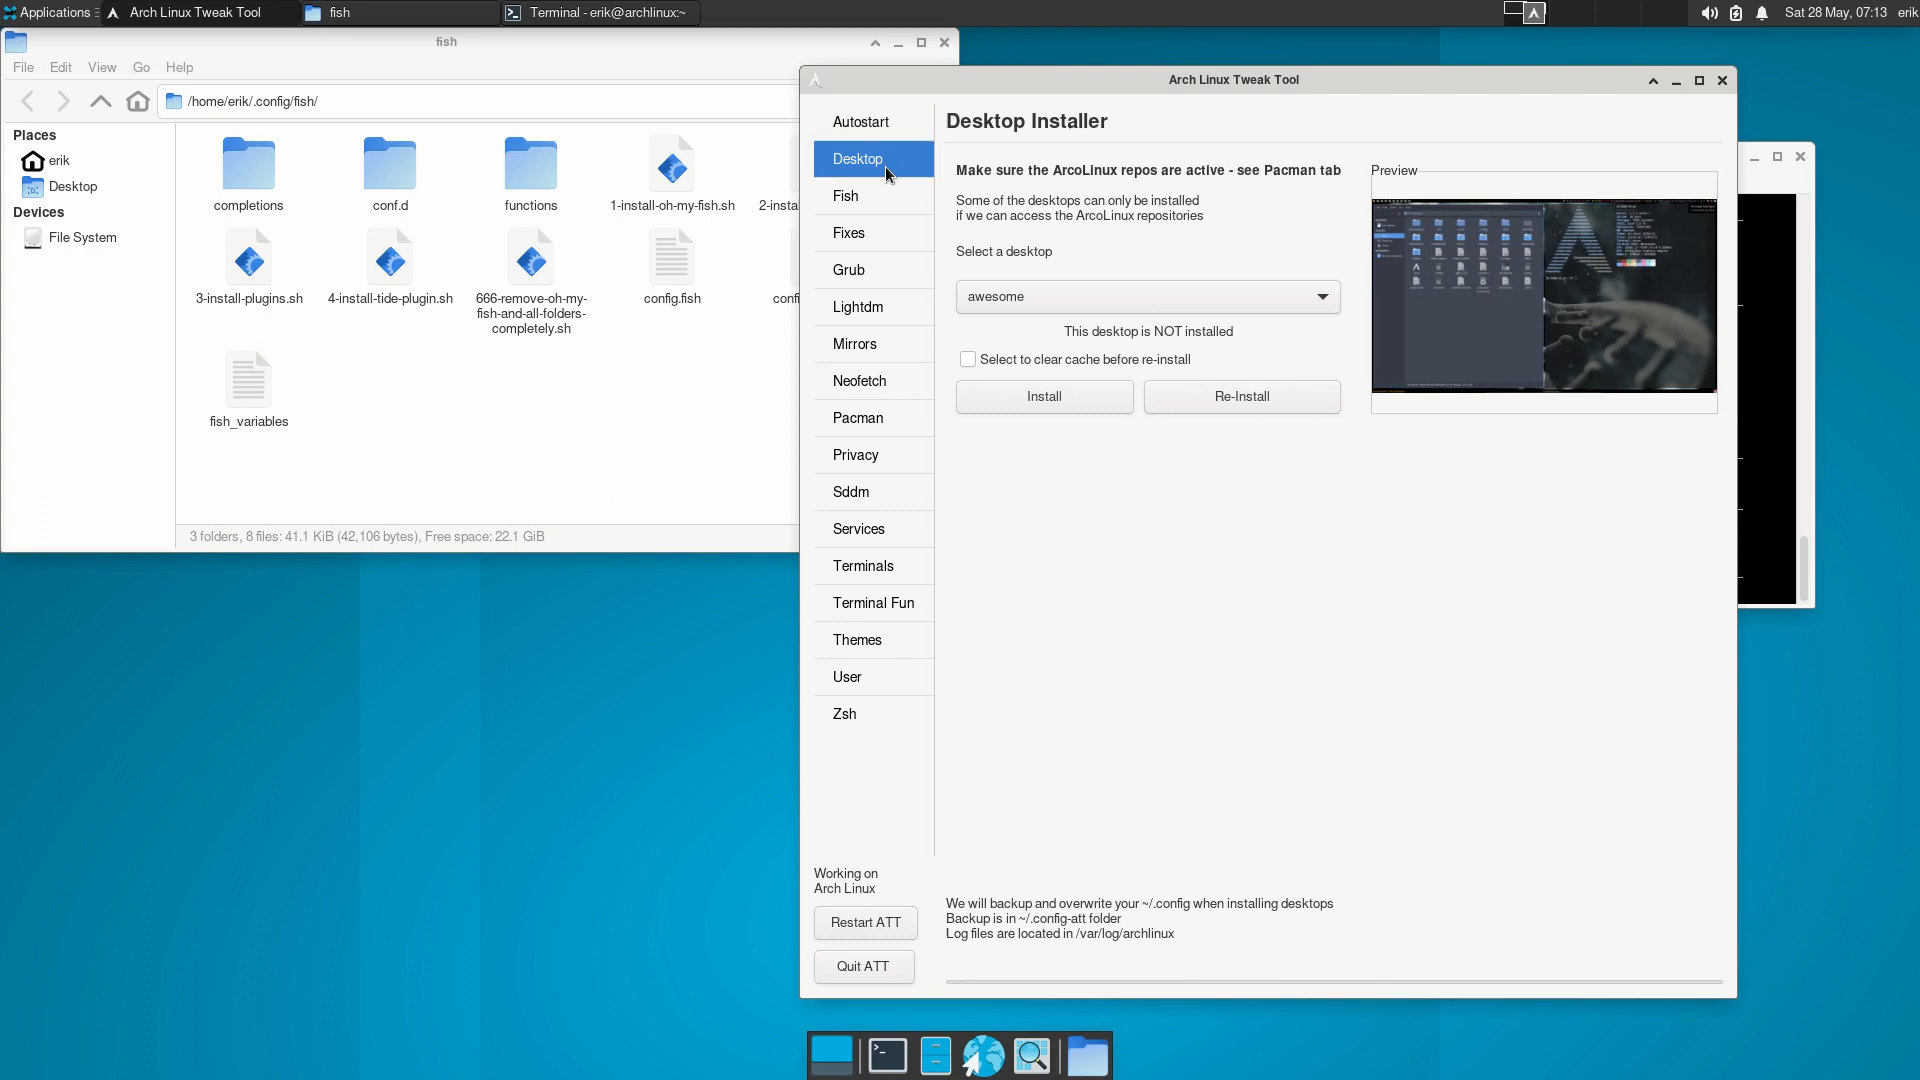 Applications
Arch Linux Tweak Tool
fish
Terminal - erik@archlinux:~
Sat 28 May, 07:13
erik
fish
File
Edit
View
Go
Help
/home/erik/.config/fish/
Places
erik
Desktop
Devices
File System
completions
conf.d
functions
1-install-oh-my-fish.sh
2-instal
3-install-plugins.sh
4-install-tide-plugin.sh
666-remove-oh-my-
fish-and-all-folders-
completely.sh
config.fish
confi
fish_variables
3 folders, 8 files: 41.1 KiB (42,106 bytes), Free space: 22.1 GiB
Arch Linux Tweak Tool
Autostart
Desktop
Fish
Fixes
Grub
Lightdm
Mirrors
Neofetch
Pacman
Privacy
Sddm
Services
Terminals
Terminal Fun
Themes
User
Zsh
Working on
Arch Linux
Restart ATT
Quit ATT
Desktop Installer
Make sure the ArcoLinux repos are active - see Pacman tab
Some of the desktops can only be installed
if we can access the ArcoLinux repositories
Select a desktop
awesome
This desktop is NOT installed
Select to clear cache before re-install
Install
Re-Install
Preview
We will backup and overwrite your ~/.config when installing desktops
Backup is in ~/.config-att folder
Log files are located in /var/log/archlinux